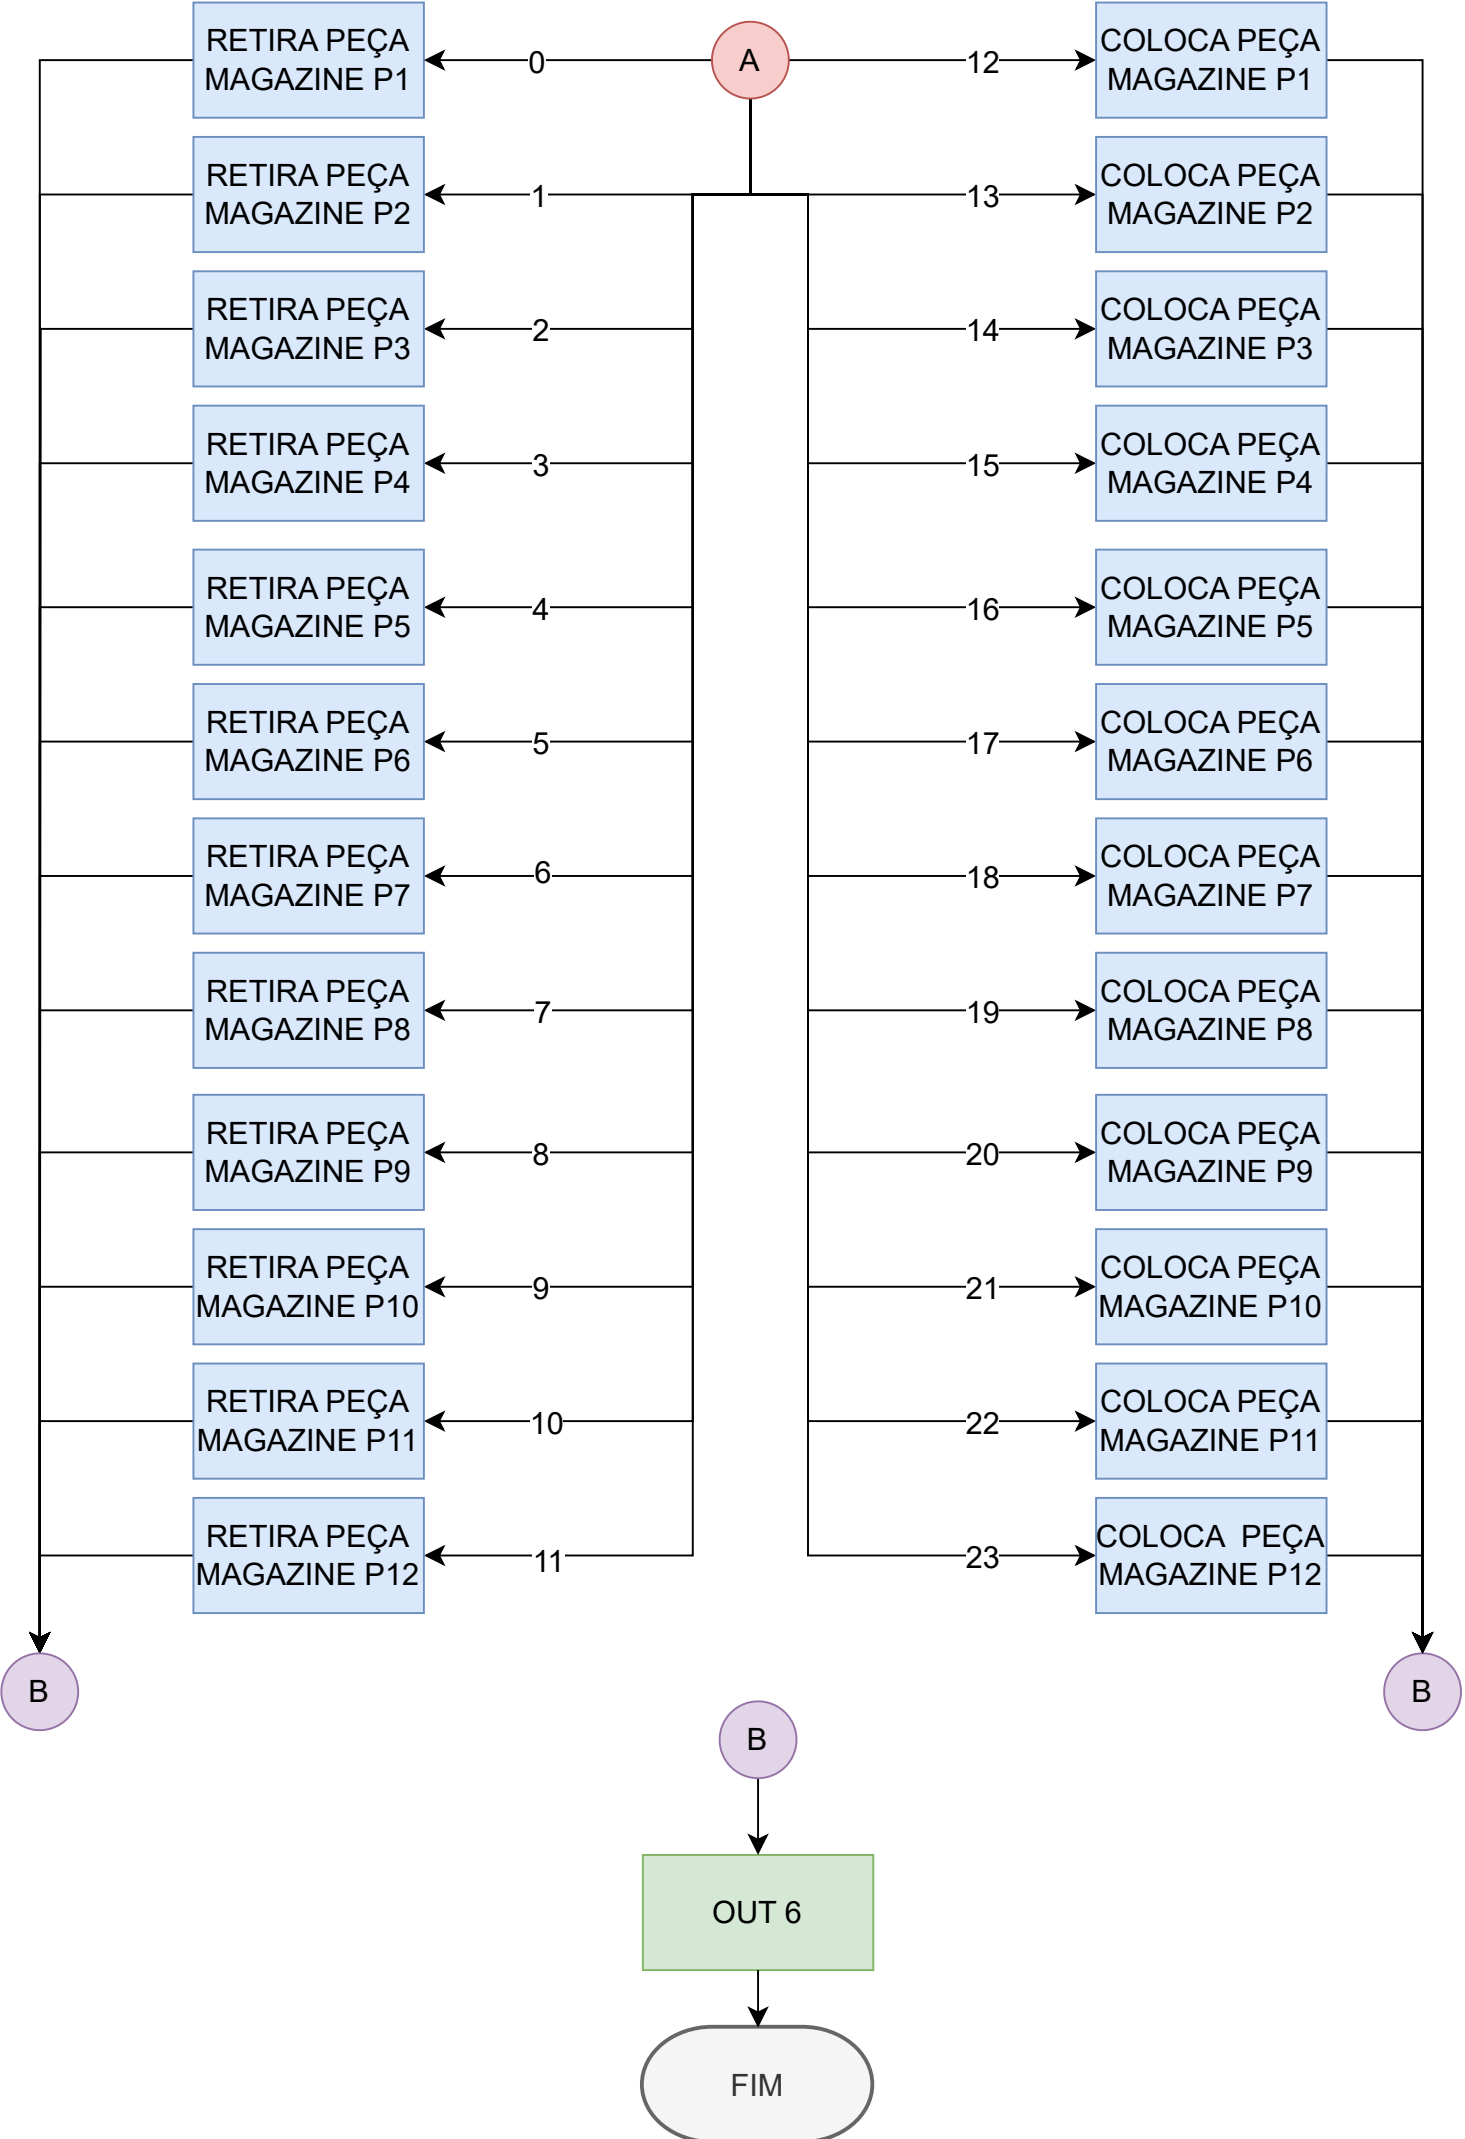 RETIRA PEÇA
MAGAZINE P1
0
A
12
COLOCA PEÇA
MAGAZINE P1
RETIRA PEÇA
MAGAZINE P2
1
13
COLOCA PEÇA
MAGAZINE P2
RETIRA PEÇA
MAGAZINE P3
2
14
COLOCA PEÇA
MAGAZINE P3
RETIRA PEÇA
MAGAZINE P4
3
15
COLOCA PEÇA
MAGAZINE P4
RETIRA PEÇA
MAGAZINE P5
4
16
COLOCA PEÇA
MAGAZINE P5
RETIRA PEÇA
MAGAZINE P6
5
17
COLOCA PEÇA
MAGAZINE P6
RETIRA PEÇA
MAGAZINE P7
6
18
COLOCA PEÇA
MAGAZINE P7
RETIRA PEÇA
MAGAZINE P8
7
19
COLOCA PEÇA
MAGAZINE P8
RETIRA PEÇA
MAGAZINE P9
8
20
COLOCA PEÇA
MAGAZINE P9
RETIRA PEÇA
MAGAZINE P10
9
21
COLOCA PEÇA
MAGAZINE P10
RETIRA PEÇA
MAGAZINE P11
10
22
COLOCA PEÇA
MAGAZINE P11
RETIRA PEÇA
MAGAZINE P12
11
23
COLOCA PEÇA
MAGAZINE P12
B
B
B
OUT 6
FIM